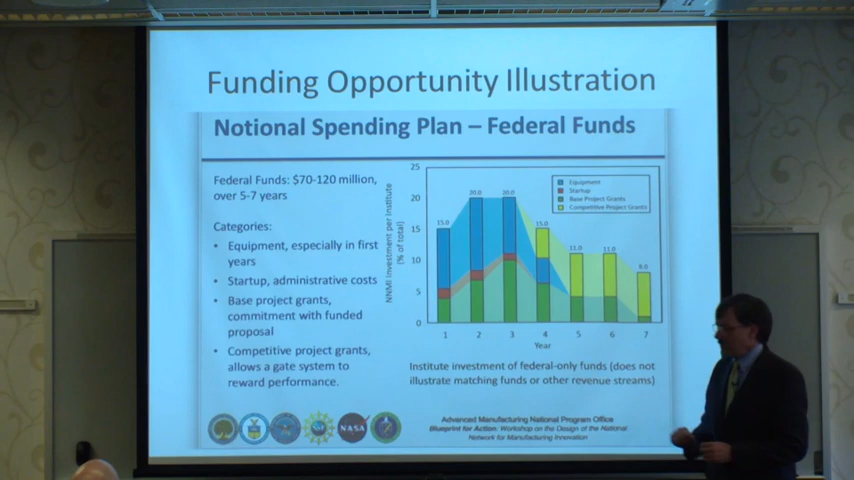 Funding Opportunity Illustration
Notional Spending Plan – Federal Funds
Federal Funds: $70-120 million,
over 5-7 years
Categories:
• Equipment, especially in first
years
• Startup, administrative costs
• Base project grants,
commitment with funded
proposal
• Competitive project grants,
allows a gate system to
reward performance.
NNMI Investment per Institute
(% of total)
25
20
15
10
5
0
15.0
20.0
20.0
15.0
11.0
11.0
8.0
Equipment
Startup
Base Project Grants
Competitive Project Grants
1 2 3 4 5 6 7
Year
Institute investment of federal-only funds (does not
illustrate matching funds or other revenue streams)
NASA
Advanced Manufacturing National Program Office
Blueprint for Action: Workshop on the Design of the National
Network for Manufacturing Innovation